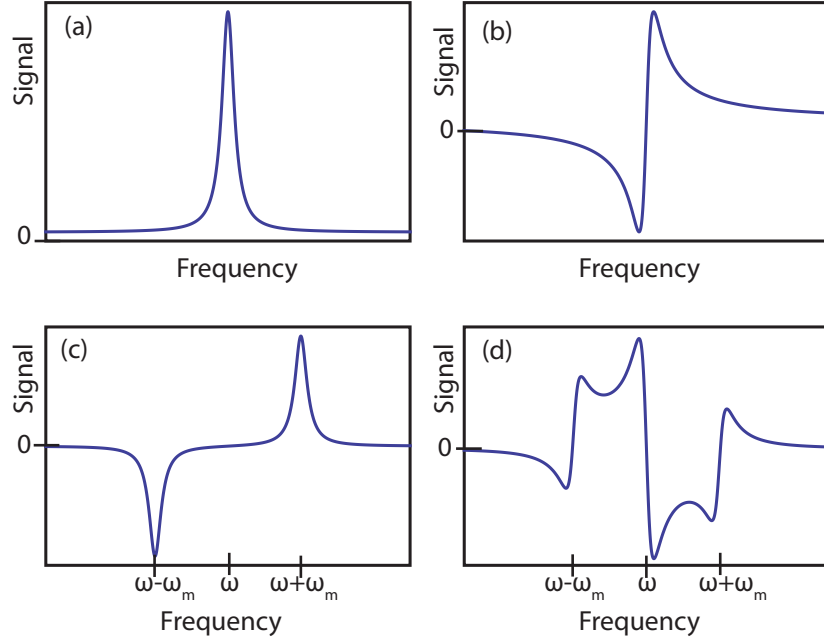 (a)
Signal
0
Frequency
(b)
Signal
0
Frequency
(c)
Signal
0
ω-ωm
ω
ω+ωm
Frequency
(d)
Signal
0
ω-ωm
ω
ω+ωm
Frequency